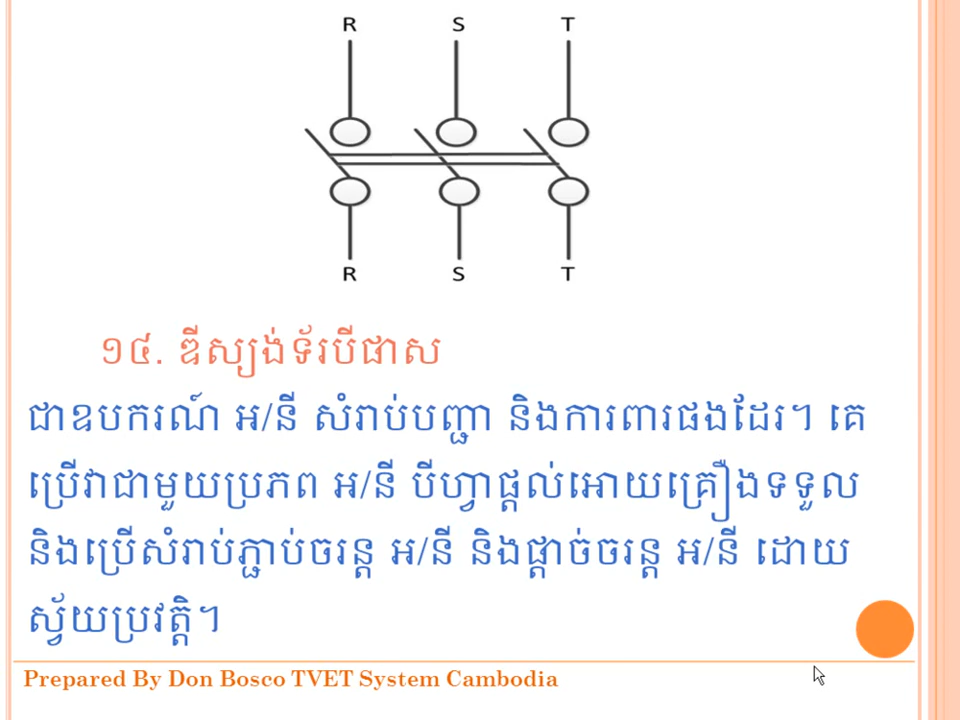 R S T
R S T
១៤. ឌីស្យង់ទ័របីផាស
ជាឧបករណ៍ អ/នី សំរាប់បញ្ជា និងការពារផងដែរ។ គេ
ប្រើវាជាមួយប្រភព អ/នី បីហ្វាផ្តល់អោយគ្រឿងទទួល
និងប្រើសំរាប់ភ្ជាប់ចរន្ត អ/នី និងផ្តាច់ចរន្ត អ/នី ដោយ
ស្វ័យប្រវត្តិ។
Prepared By Don Bosco TVET System Cambodia